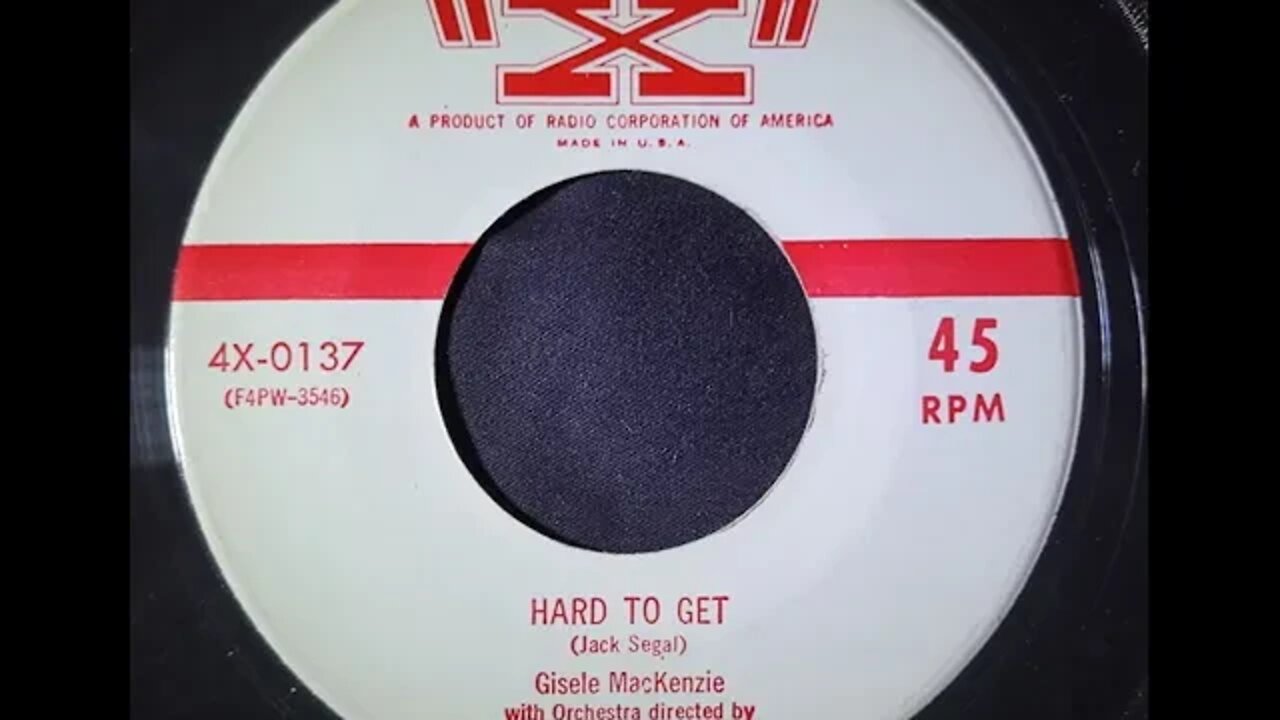 "X"
A PRODUCT OF RADIO CORPORATION OF AMERICA
MADE IN U.S.A.
4X-0137
(F4PW-3546)
45
RPM
HARD TO GET
(Jack Segal)
Gisele MacKenzie
with Orchestra directed by